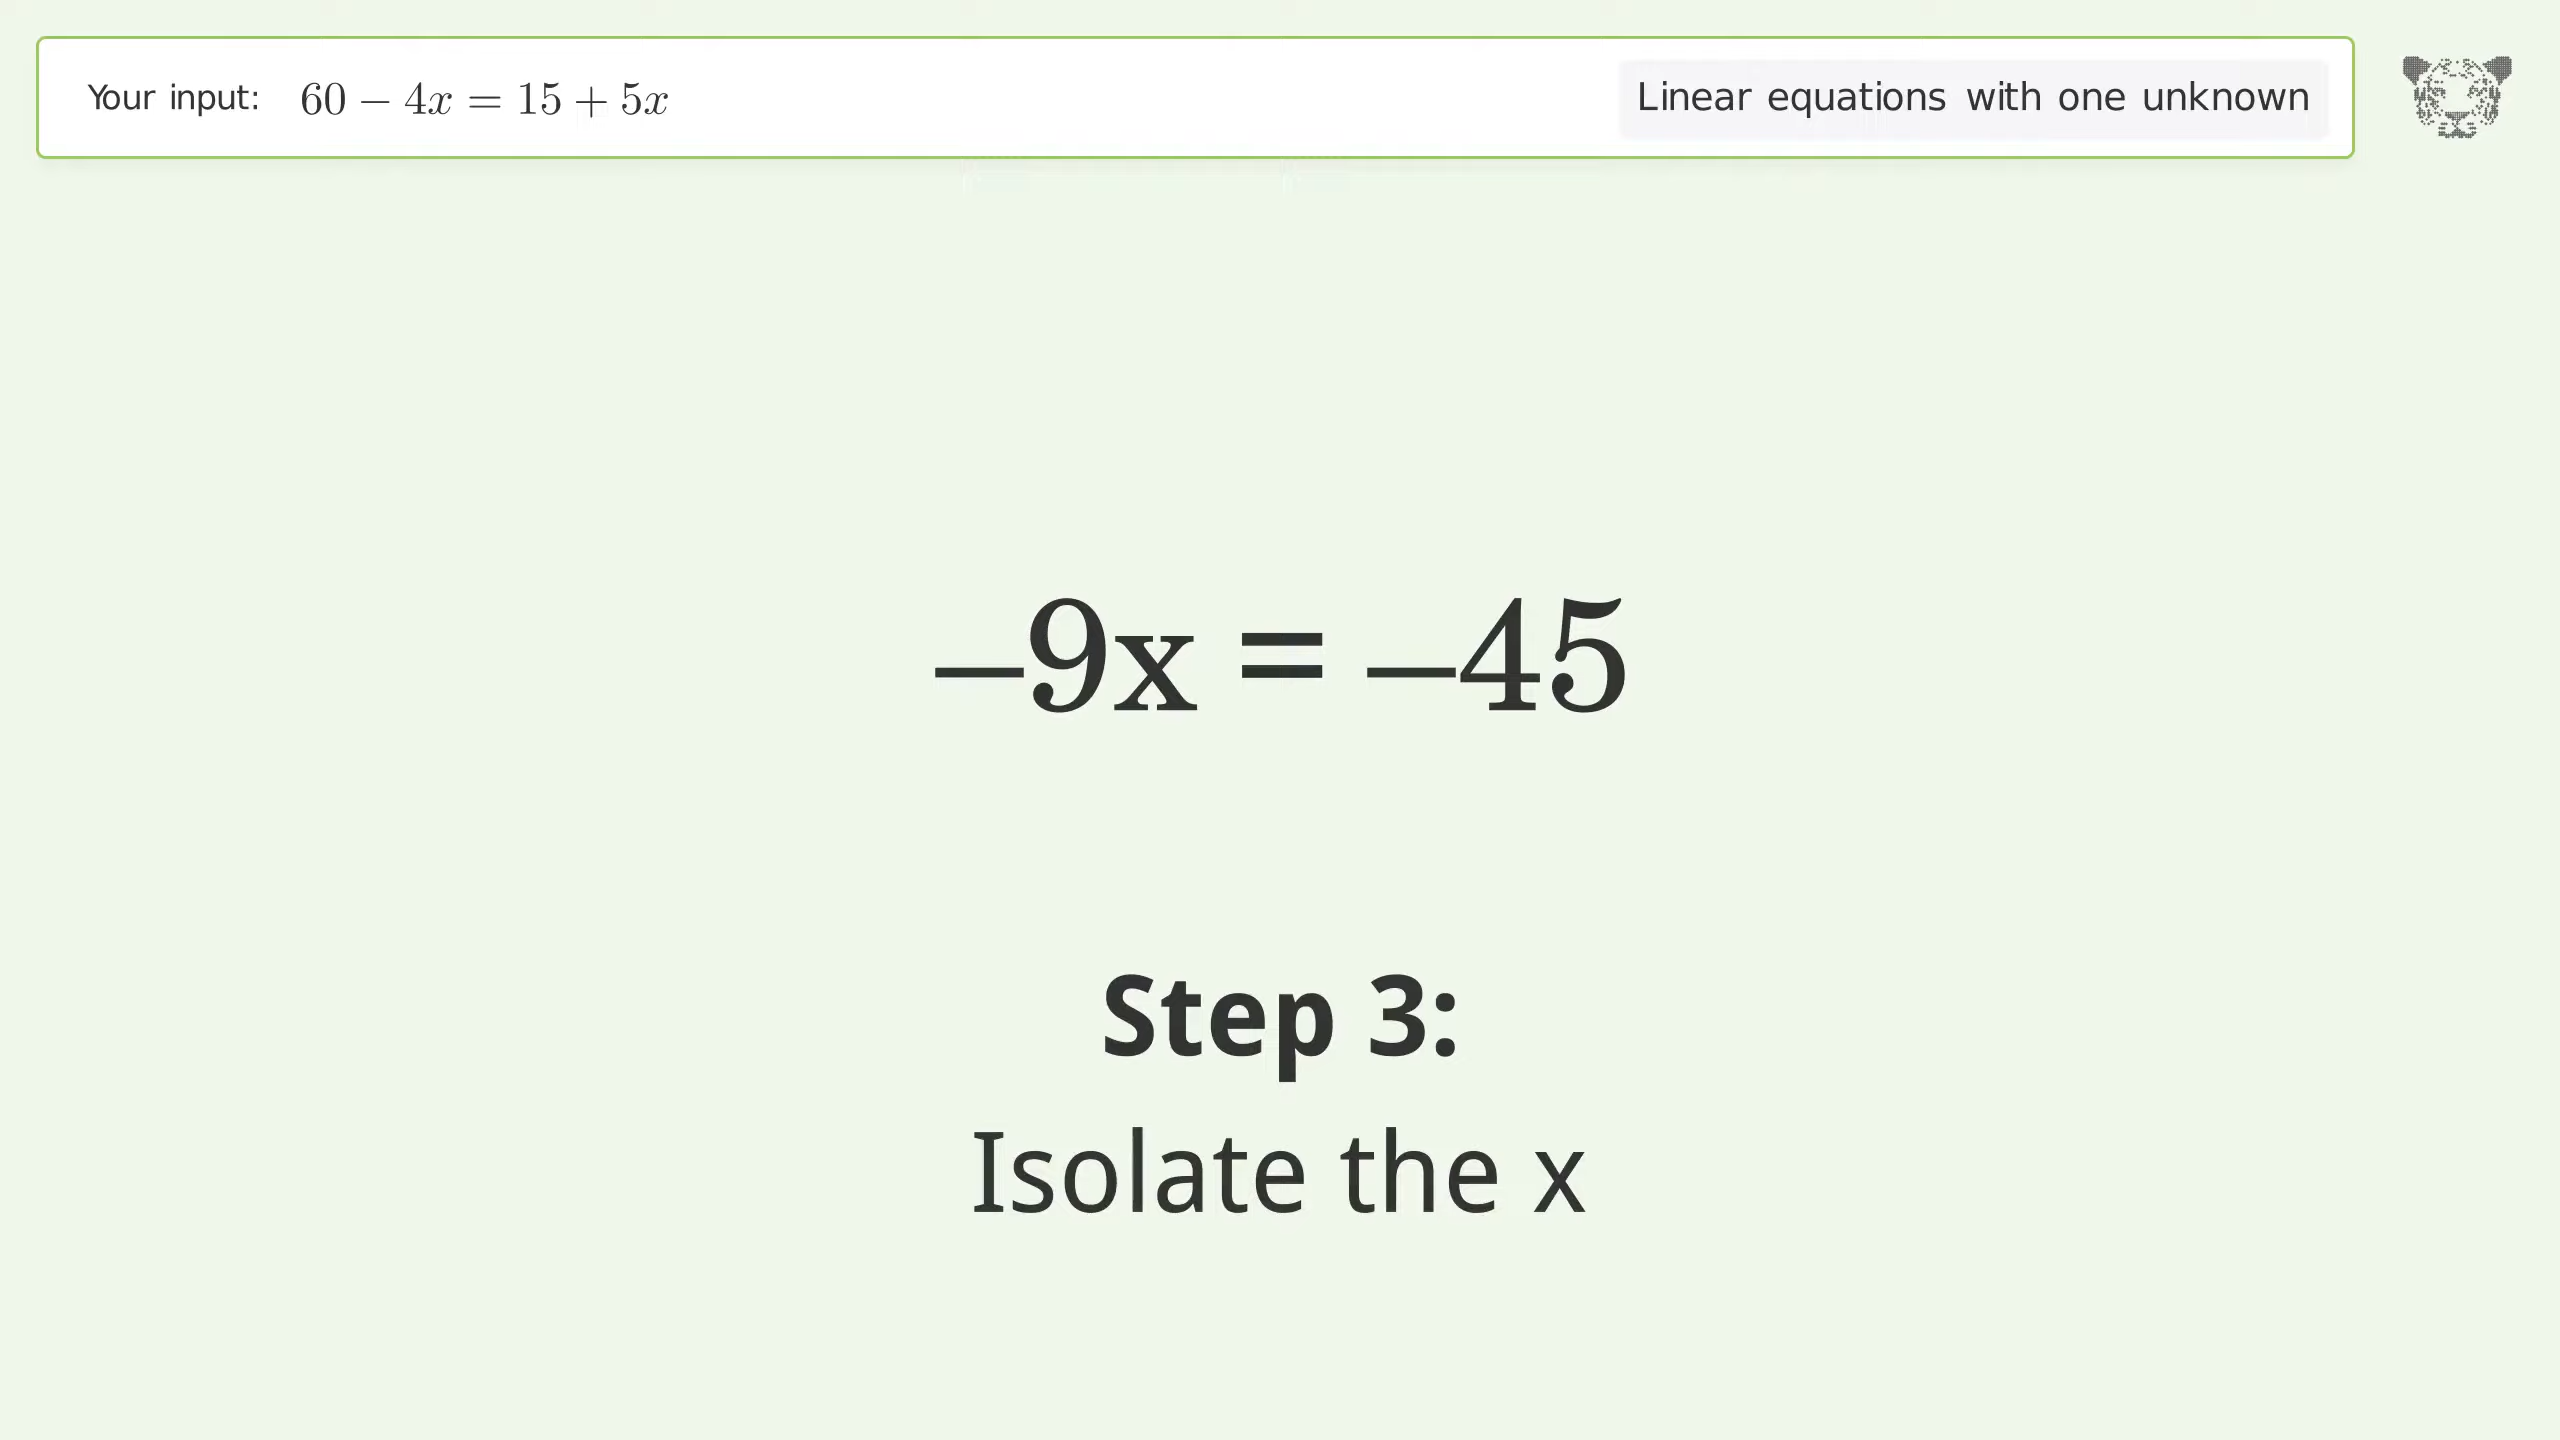 Your input: 60 − 4x = 15 + 5x
Linear equations with one unknown
–9x = –45
Step 3:
Isolate the x